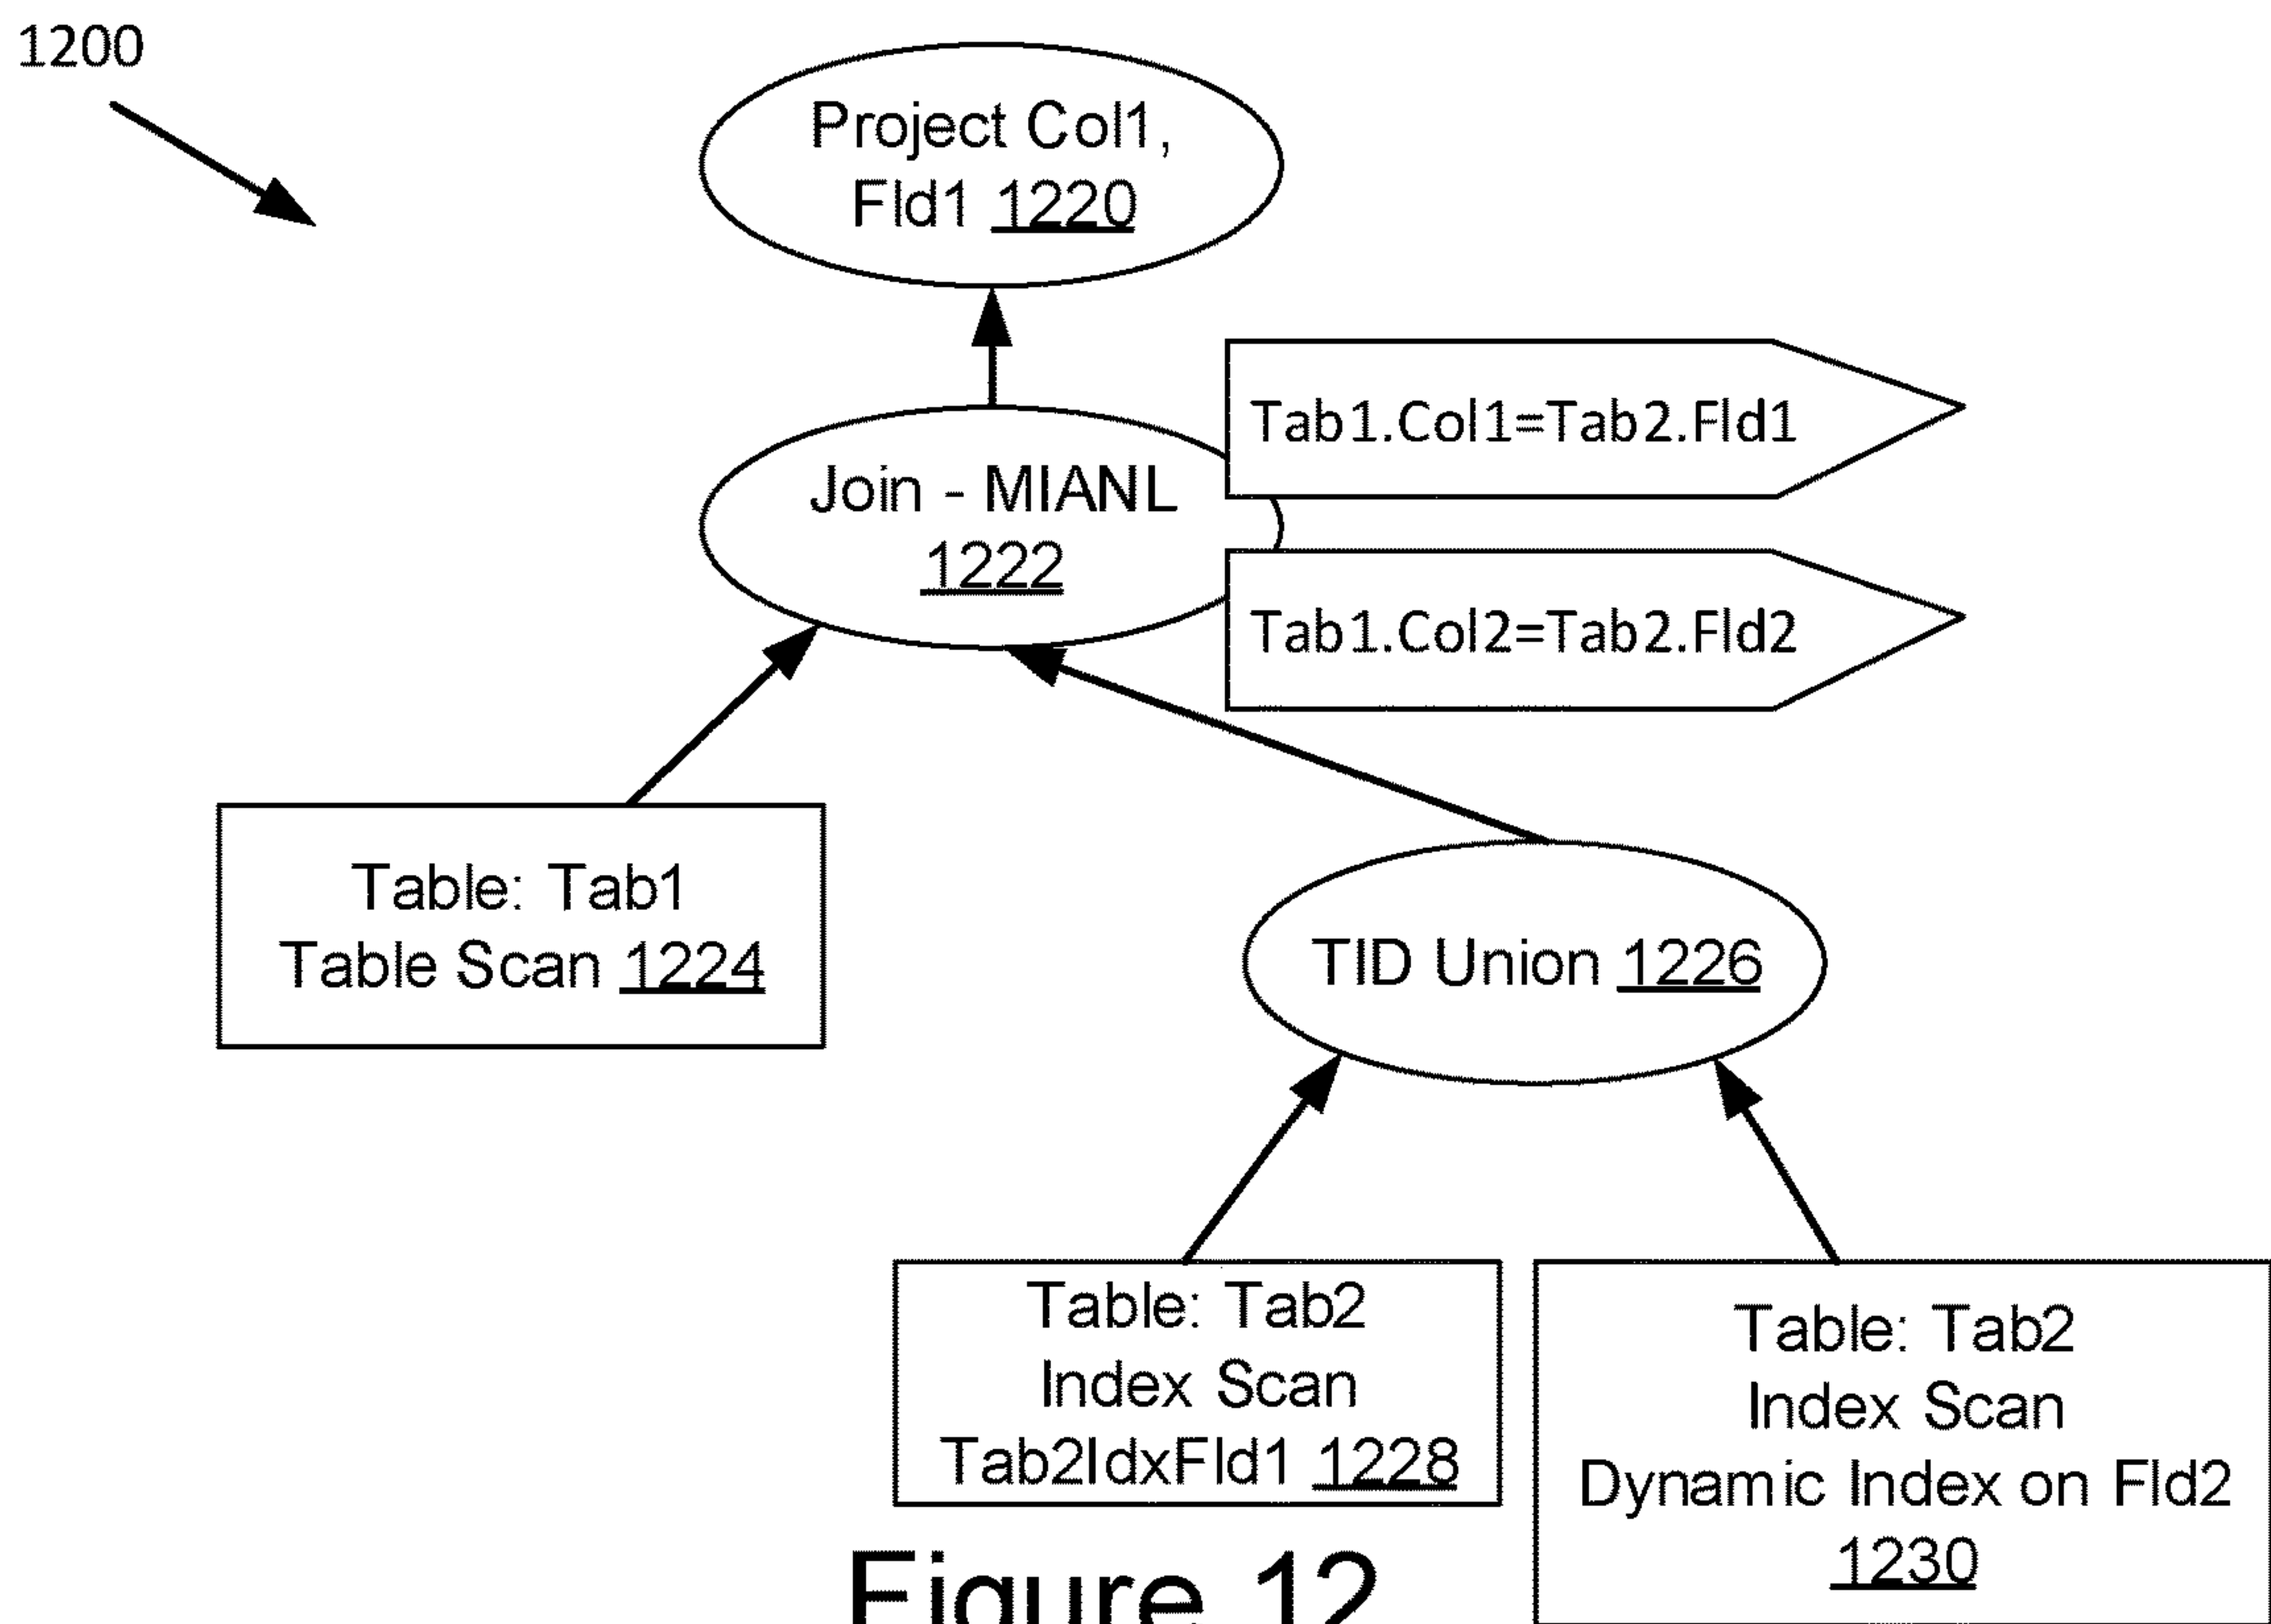 1200
Project Col1,
Fld1 1220
Tab1.Col1=Tab2.Fld1
Join - MIANL
1222
Tab1.Col2=Tab2.Fld2
Table: Tab1
Table Scan 1224
TID Union 1226
Table: Tab2
Index Scan
Tab2IdxFld1 1228
Table: Tab2
Index Scan
Dynamic Index on Fld2
1230
Figure 12